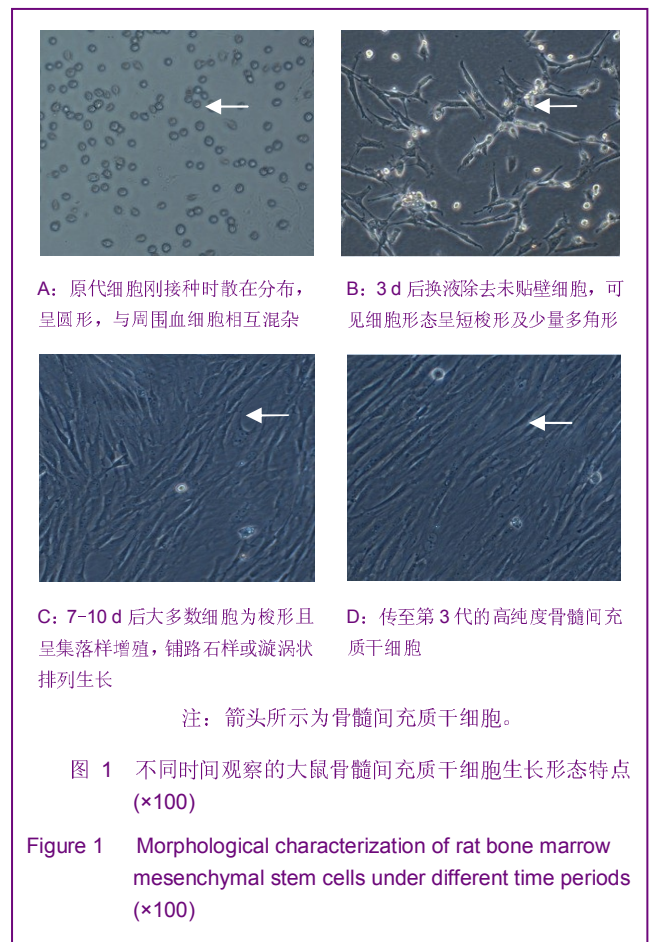 A：原代细胞刚接种时散在分布，
呈圆形，与周围血细胞相互混杂
B：3 d 后换液除去未贴壁细胞，可
见细胞形态呈短梭形及少量多角形
C：7-10 d 后大多数细胞为梭形且
呈集落样增殖，铺路石样或漩涡状
排列生长
D：传至第 3 代的高纯度骨髓间充
质干细胞
注：箭头所示为骨髓间充质干细胞。
图 1 不同时间观察的大鼠骨髓间充质干细胞生长形态特点
(×100)
Figure 1 Morphological characterization of rat bone marrow
mesenchymal stem cells under different time periods
(×100)